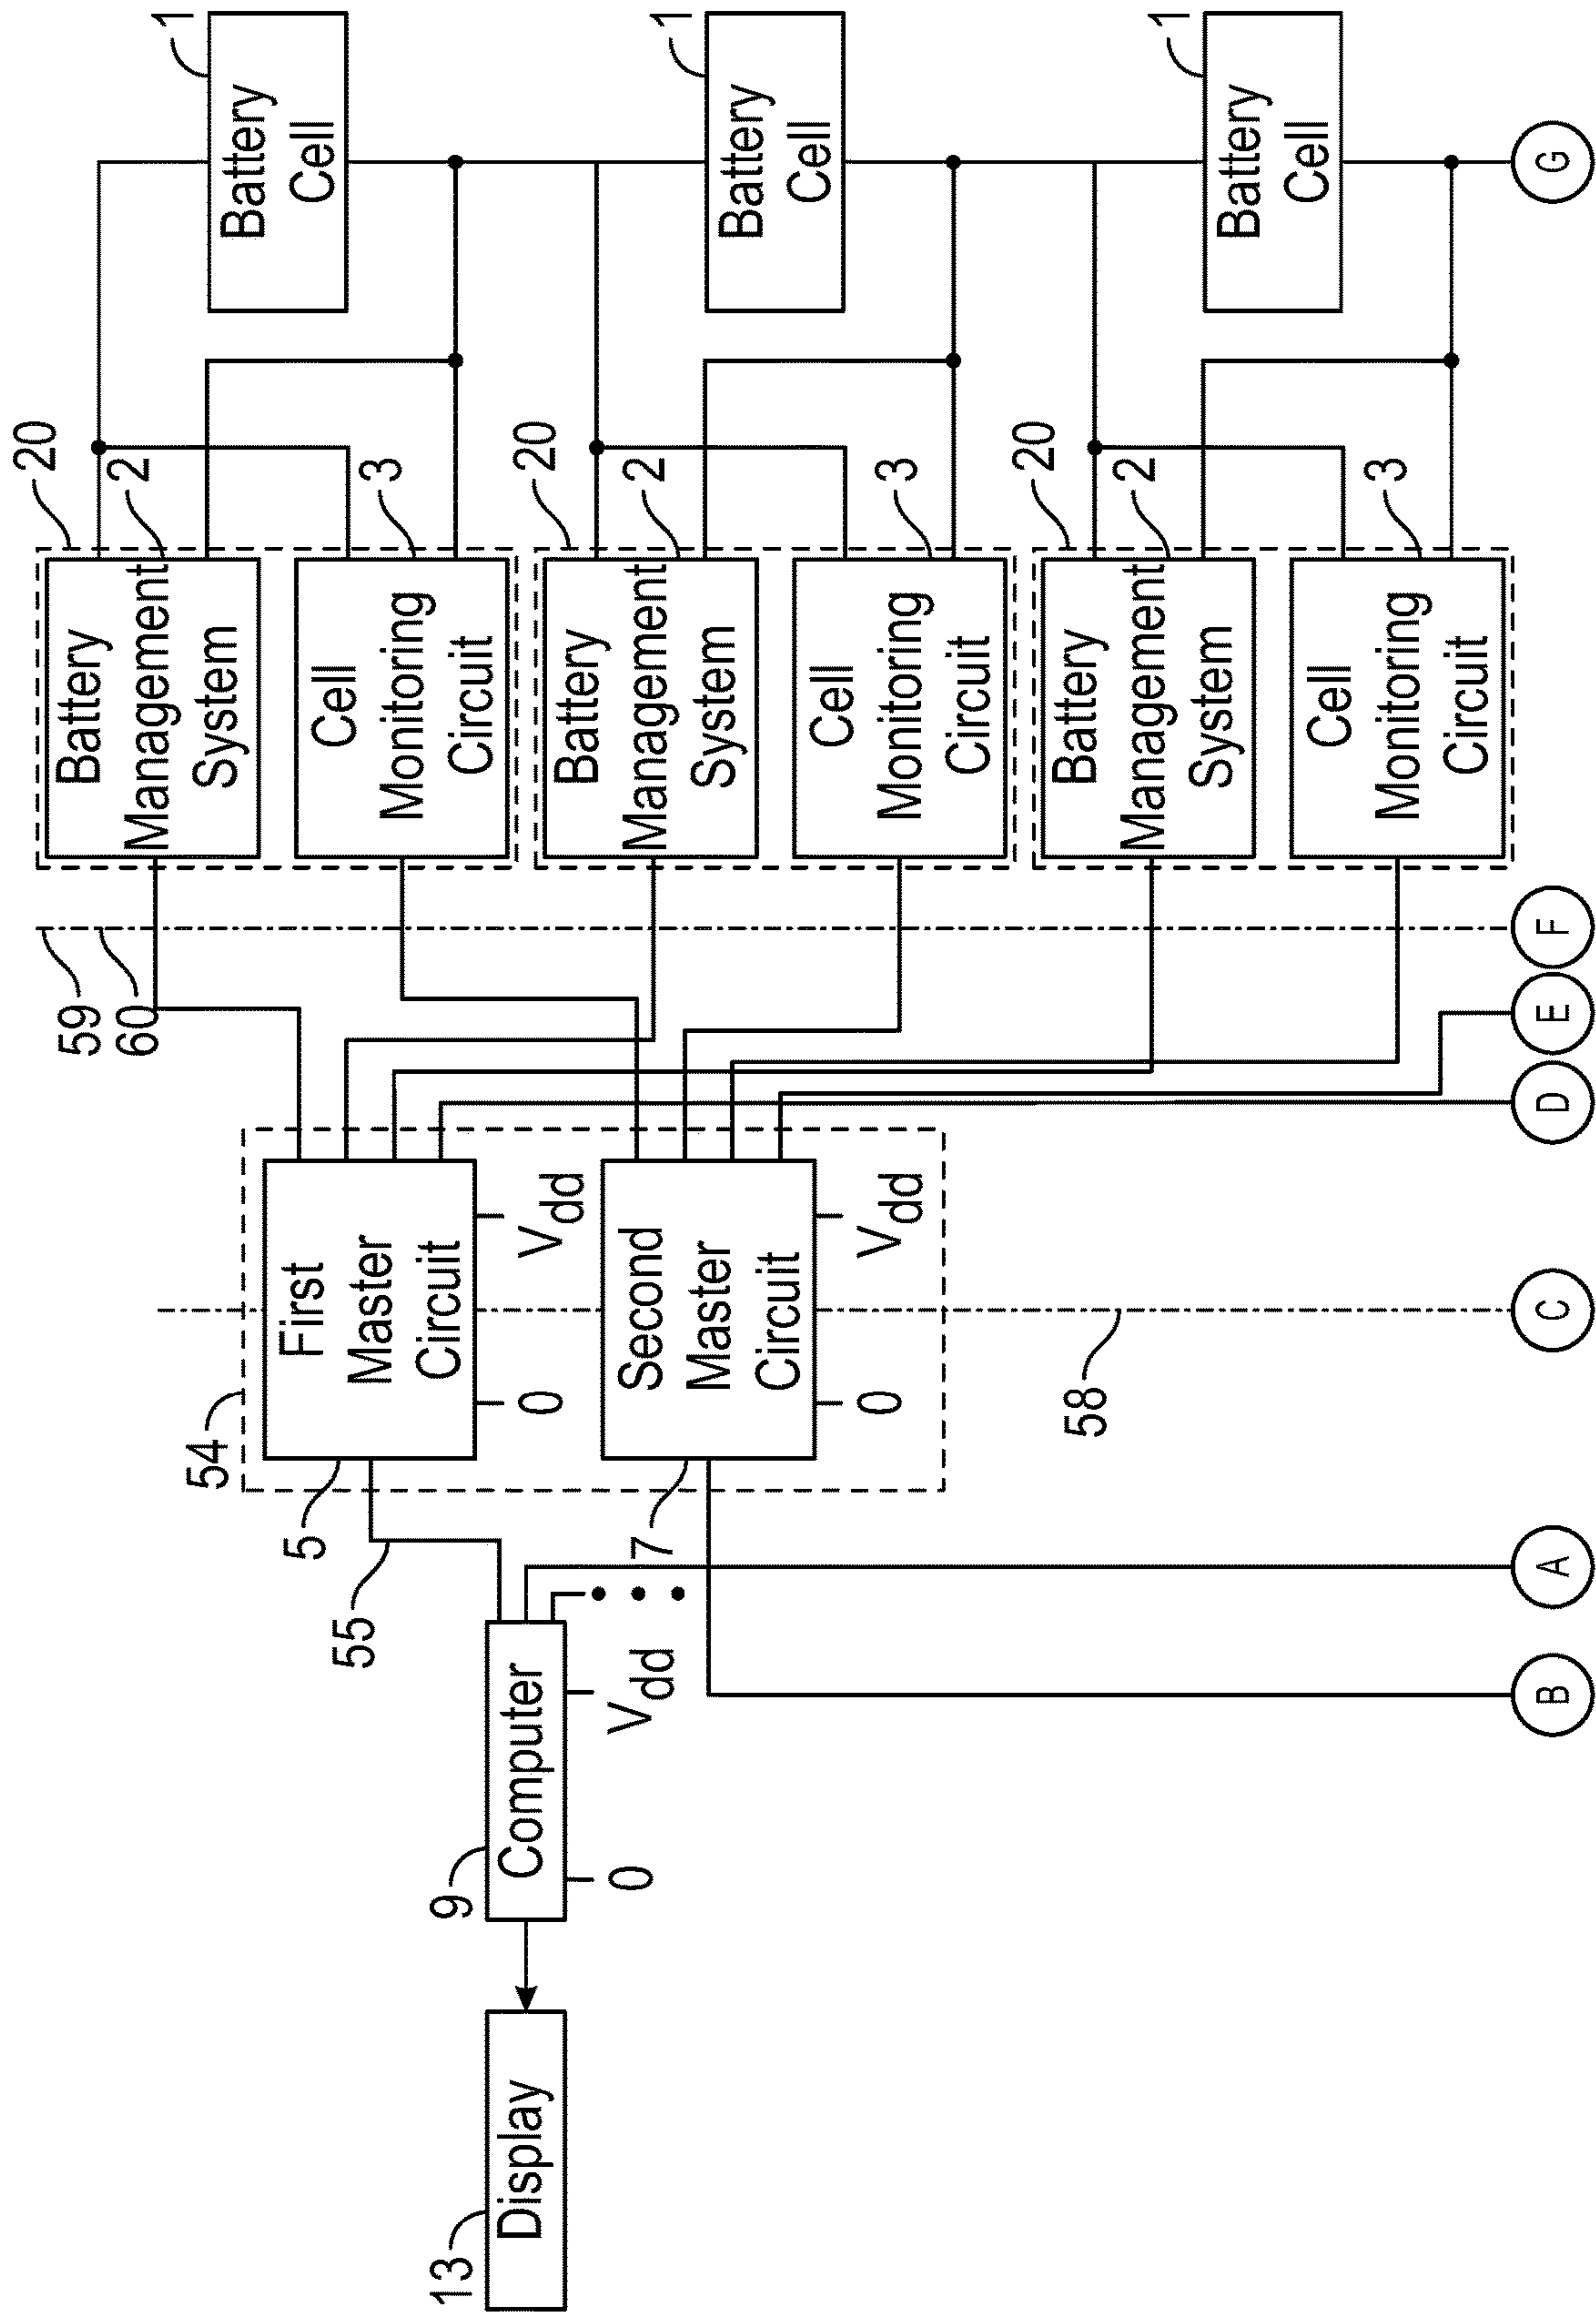 1
Battery
Cell
1
Battery
Cell
1
Battery
Cell
G
20
2
Battery
Management
System
3
Cell
Monitoring
Circuit
20
2
Battery
Management
System
3
Cell
Monitoring
Circuit
20
2
Battery
Management
System
3
Cell
Monitoring
Circuit
59
60
F
E
D
54
First
Master
Circuit
5
0
Vdd
Second
Master
Circuit
7
0
Vdd
58
C
55
A
B
9
Computer
0
Vdd
13
Display